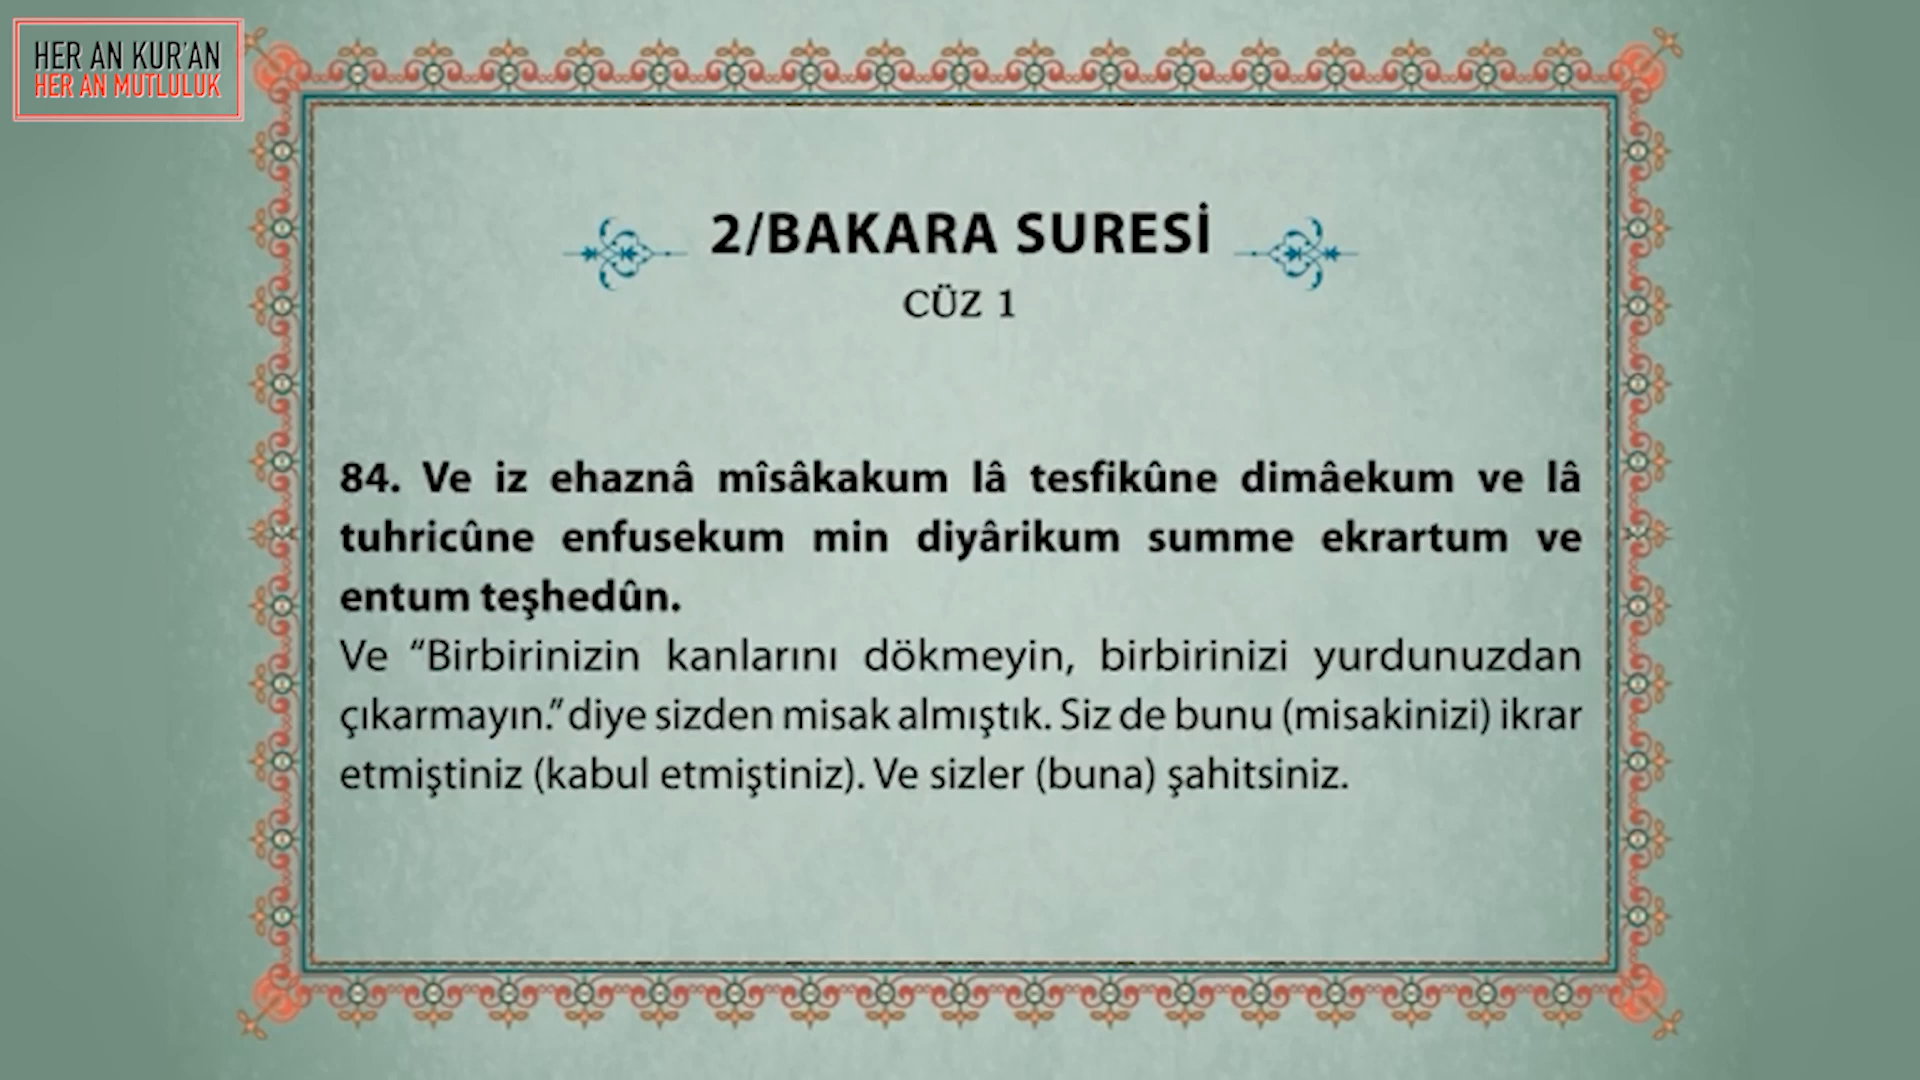 HER AN KUR'AN
HER AN MUTLULUK
2/BAKARA SURESİ
CÜZ 1
84. Ve iz ehaznâ mîsâkakum lâ tesfikûne dimâekum ve lâ
tuhricûne enfusekum min diyârikum summe ekrartum ve
entum teşhedûn.
Ve “Birbirinizin kanlarını dökmeyin, birbirinizi yurdunuzdan
çıkarmayın.” diye sizden misak almıştık. Siz de bunu (misakinizi) ikrar
etmiştiniz (kabul etmiştiniz). Ve sizler (buna) şahitsiniz.